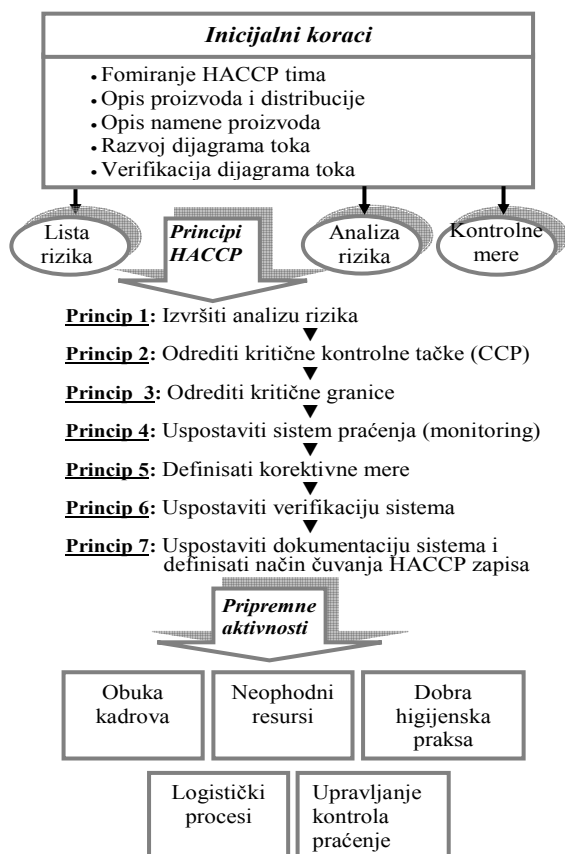 Inicijalni koraci
• Fomiranje HACCP tima
• Opis proizvoda i distribucije
• Opis namene proizvoda
• Razvoj dijagrama toka
• Verifikacija dijagrama toka
Lista
rizika
Principi
HACCP
Analiza
rizika
Kontrolne
mere
Princip 1: Izvršiti analizu rizika
Princip 2: Odrediti kritične kontrolne tačke (CCP)
Princip 3: Odrediti kritične granice
Princip 4: Uspostaviti sistem praćenja (monitoring)
Princip 5: Definisati korektivne mere
Princip 6: Uspostaviti verifikaciju sistema
Princip 7: Uspostaviti dokumentaciju sistema i
definisati način čuvanja HACCP zapisa
Pripremne
aktivnosti
Obuka
kadrova
Neophodni
resursi
Dobra
higijenska
praksa
Logistički
procesi
Upravljanje
kontrola
praćenje